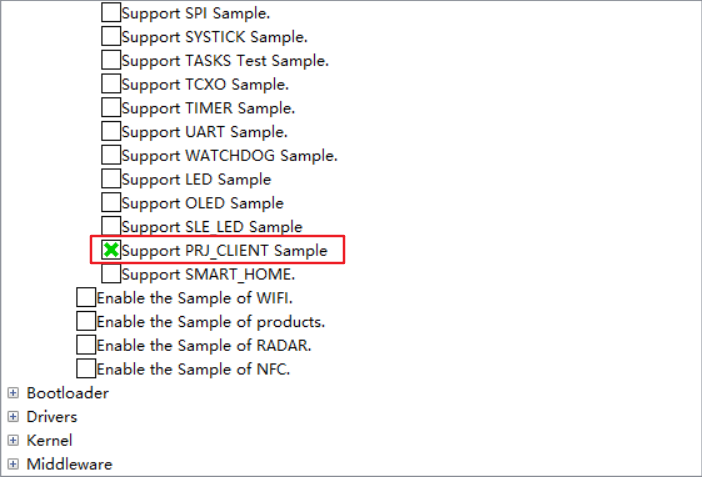 Support SPI Sample.
Support SYSTICK Sample.
Support TASKS Test Sample.
Support TCXO Sample.
Support TIMER Sample.
Support UART Sample.
Support WATCHDOG Sample.
Support LED Sample
Support OLED Sample
Support SLE_LED Sample
Support PRJ_CLIENT Sample
Support SMART_HOME.
Enable the Sample of WIFI.
Enable the Sample of products.
Enable the Sample of RADAR.
Enable the Sample of NFC.
Bootloader
Drivers
Kernel
Middleware